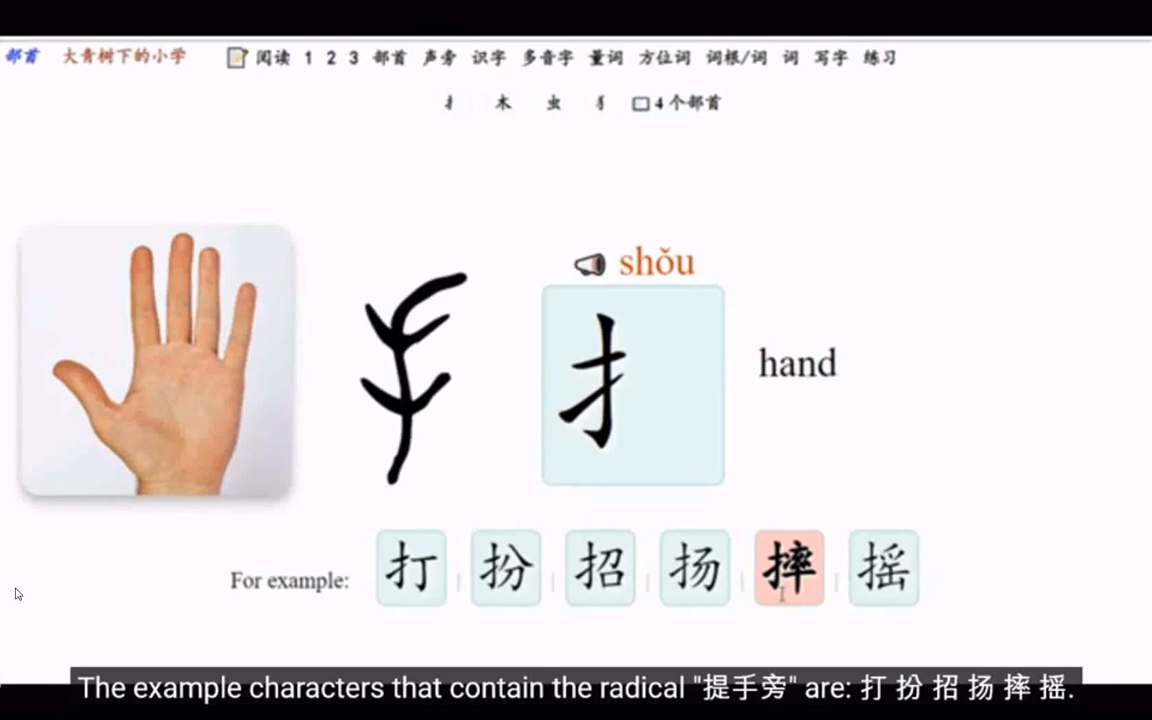 部首 大青树下的小学 阅读 1 2 3 部首 声旁 识字 多音字 量词 方位词 词根/词 词 写字 练习
扌 木 虫 犭 4个部首
shǒu
扌
hand
For example: 打 | 扮 | 招 | 扬 | 摔 | 摇
The example characters that contain the radical "提手旁" are: 打 扮 招 扬 摔 摇.